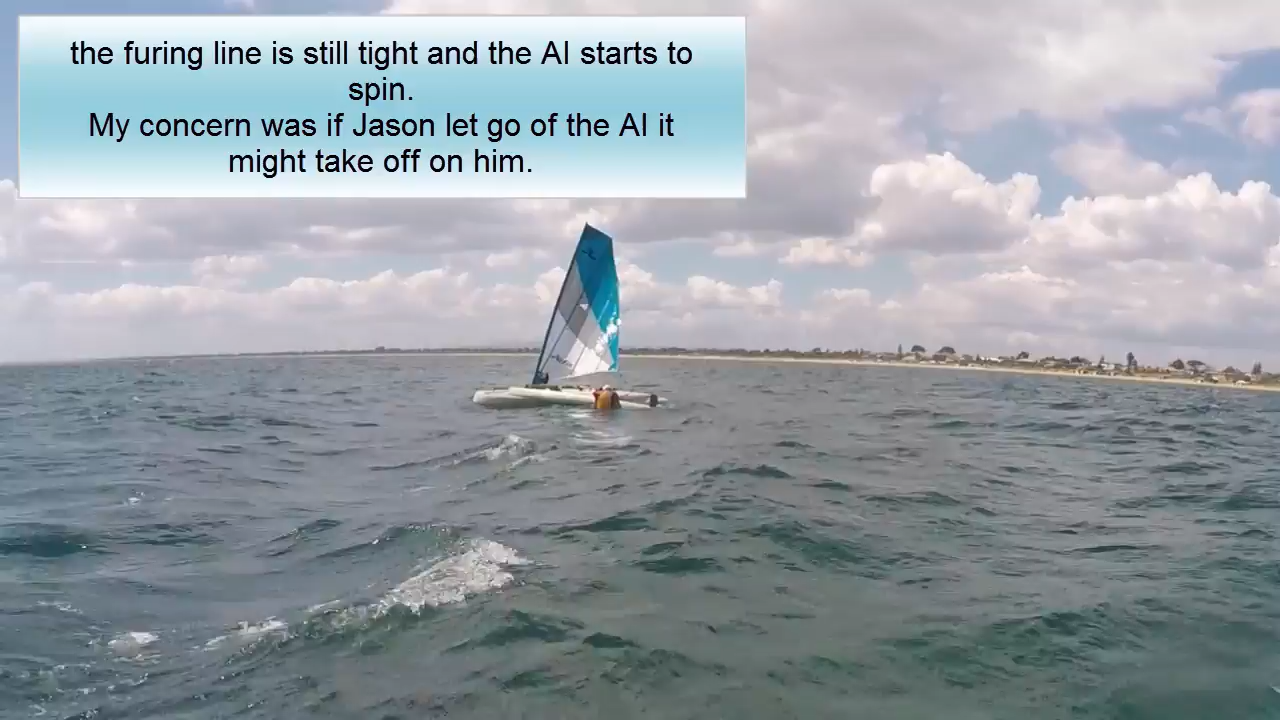 the furing line is still tight and the AI starts to
spin.
My concern was if Jason let go of the AI it
might take off on him.